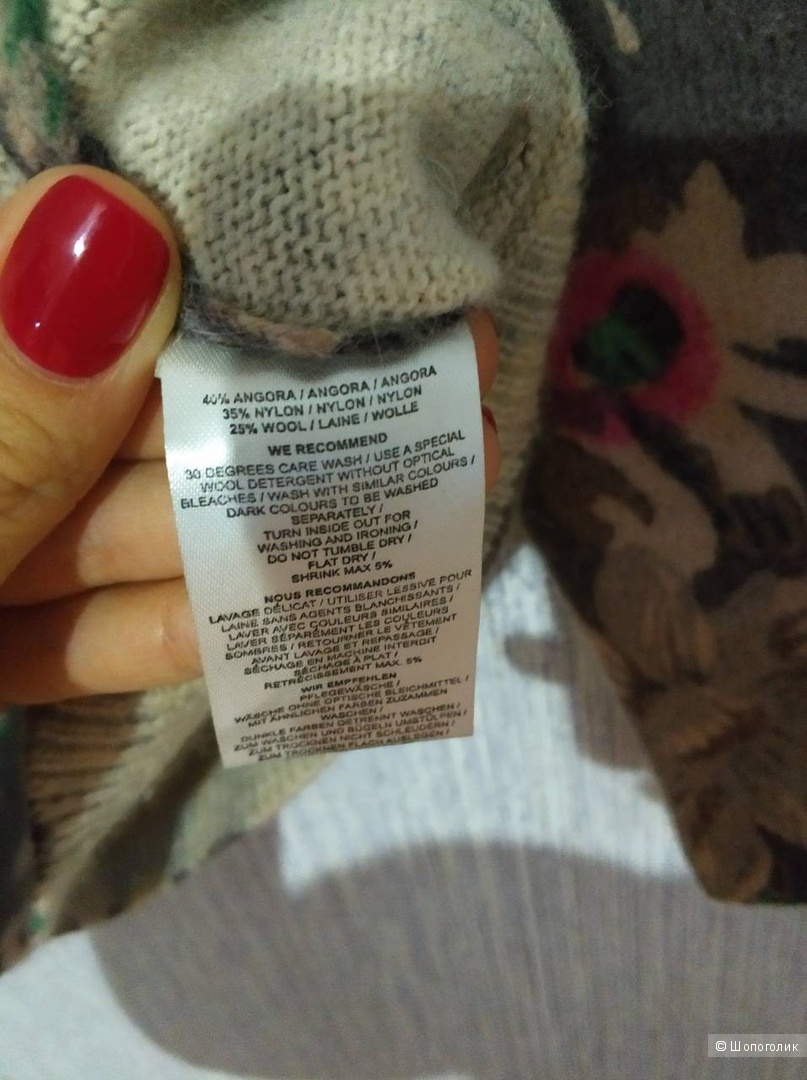 40% ANGORA / ANGORA / ANGORA
35% NYLON / NYLON / NYLON
25% WOOL / LAINE / WOLLE
WE RECOMMEND
30 DEGREES CARE WASH / USE A SPECIAL
WOOL DETERGENT WITHOUT OPTICAL
BLEACHES / WASH WITH SIMILAR COLOURS /
DARK COLOURS TO BE WASHED
SEPARATELY /
TURN INSIDE OUT FOR
WASHING AND IRONING /
DO NOT TUMBLE DRY /
FLAT DRY /
SHRINK MAX 5%
NOUS RECOMMANDONS
LAVAGE DÉLICAT / UTILISER LESSIVE POUR
LAINE SANS AGENTS BLANCHISSANTS /
LAVER AVEC COULEURS SIMILAIRES /
LAVER SÉPARÉMENT LES COULEURS
SOMBRES / RETOURNER LE VÊTEMENT
AVANT LAVAGE ET REPASSAGE /
SÉCHAGE EN MACHINE INTERDIT
SÉCHAGE À PLAT /
RETRÉCISSEMENT MAX. 5%
WIR EMPFEHLEN
PFLEGEWÄSCHE /
WÄSCHE OHNE OPTISCHE BLEICHMITTEL /
MIT ÄHNLICHEN FARBEN ZUSAMMEN
WASCHEN /
DUNKLE FARBEN GETRENNT WASCHEN /
ZUM WASCHEN UND BÜGELN UMSTÜLPEN /
ZUM TROCKNEN NICHT SCHLEUDERN /
ZUM TROCKNEN FLACH AUSLEGEN /
© Шопоголик